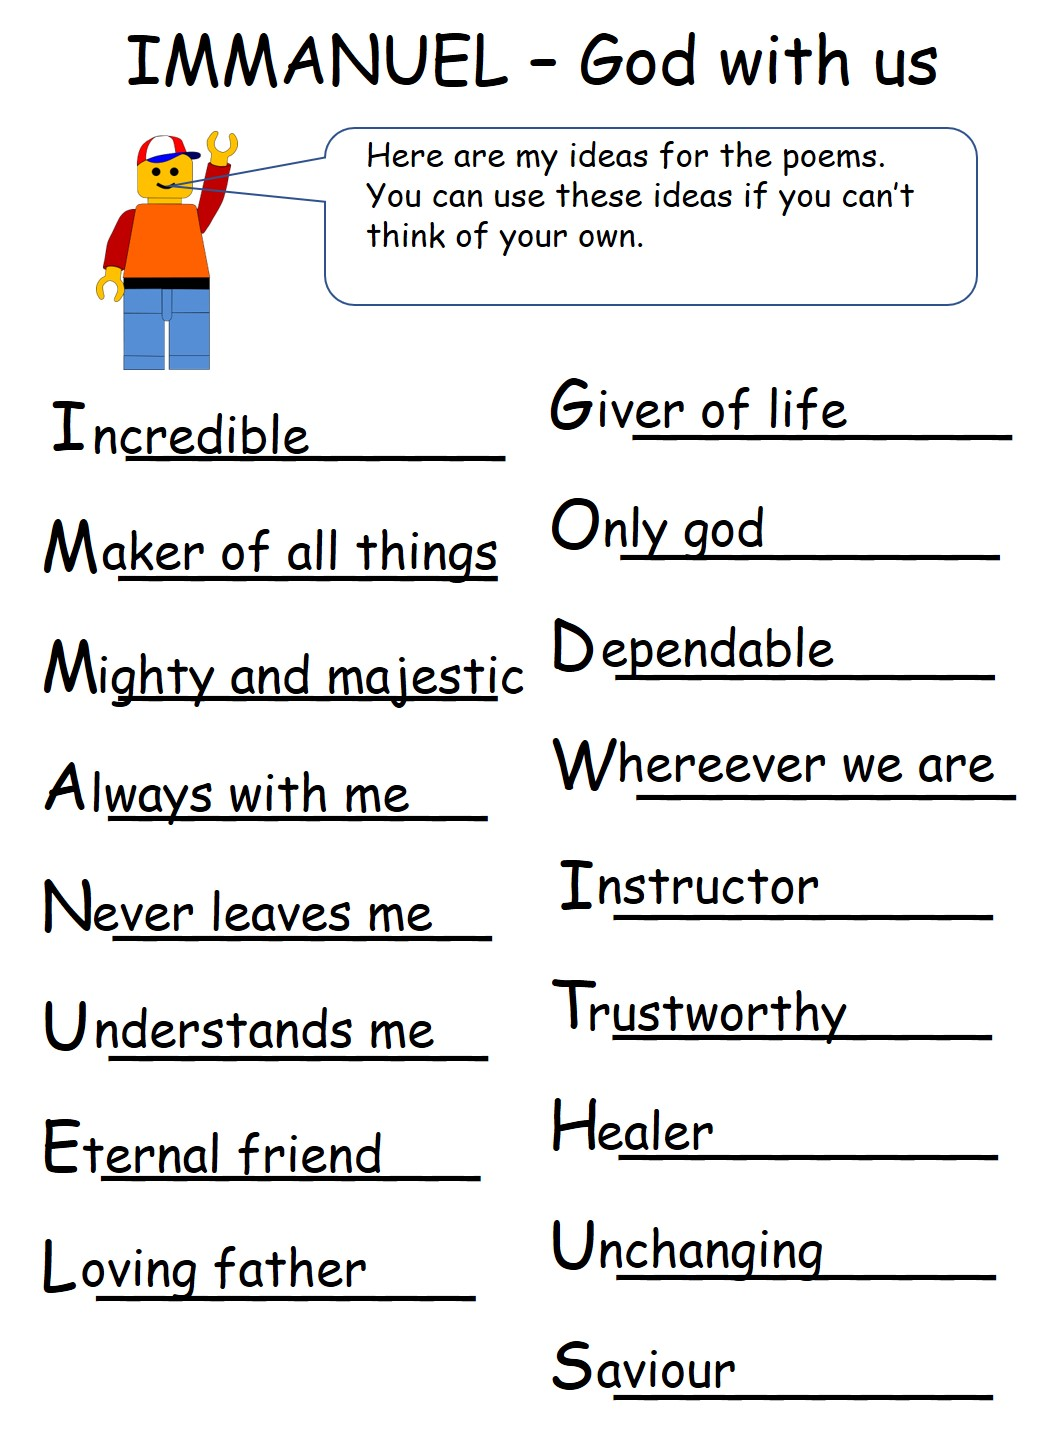 IMMANUEL – God with us
Here are my ideas for the poems.
You can use these ideas if you can't
think of your own.
Incredible
Maker of all things
Mighty and majestic
Always with me
Never leaves me
Understands me
Eternal friend
Loving father
Giver of life
Only god
Dependable
Whereever we are
Instructor
Trustworthy
Healer
Unchanging
Saviour